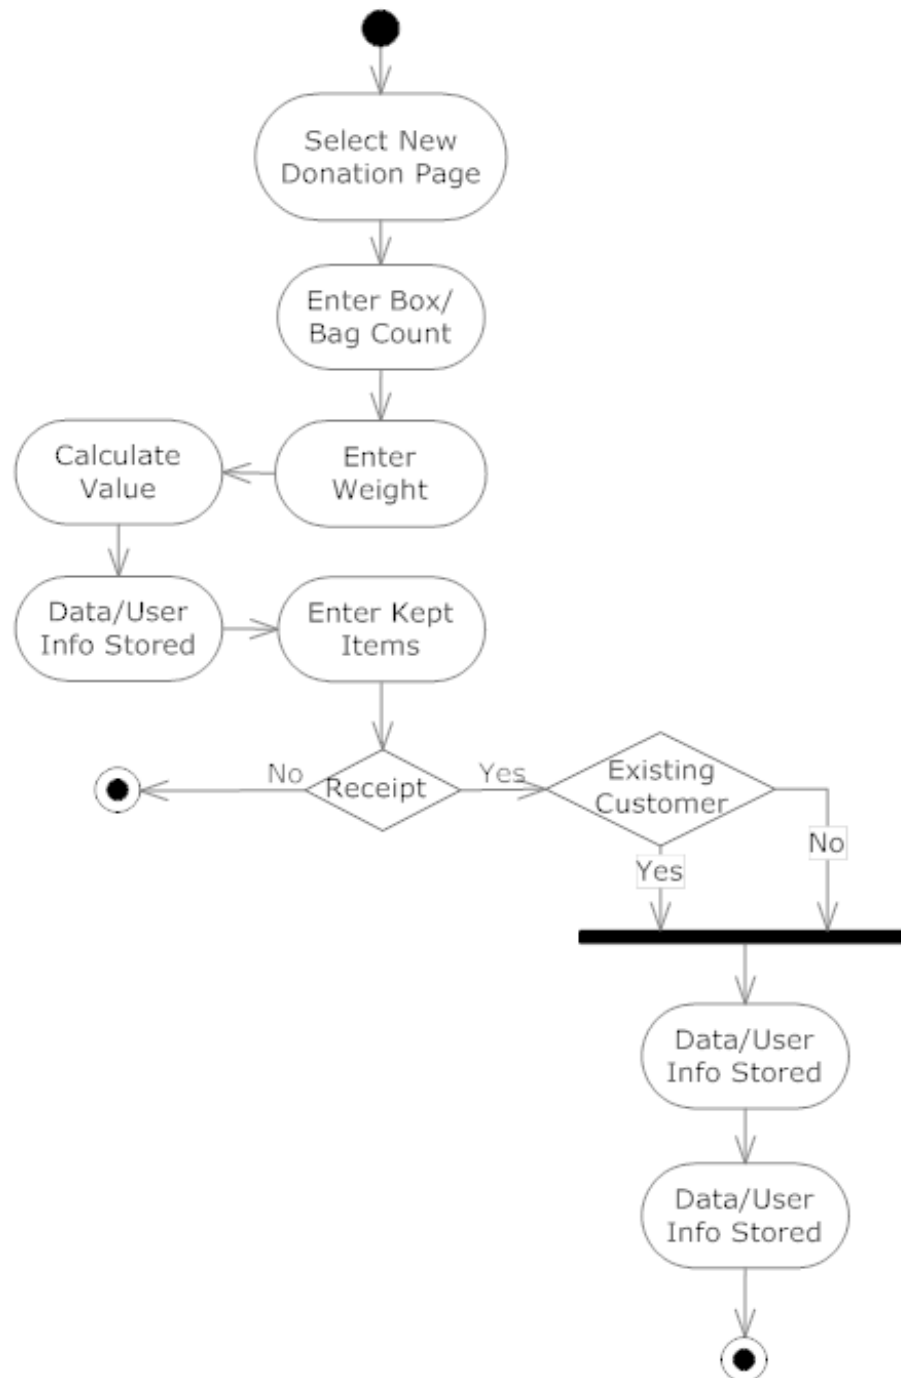 Select New
Donation Page
Enter Box/
Bag Count
Calculate
Value
Enter
Weight
Data/User
Info Stored
Enter Kept
Items
No
Receipt
Yes
Existing
Customer
No
Yes
Data/User
Info Stored
Data/User
Info Stored